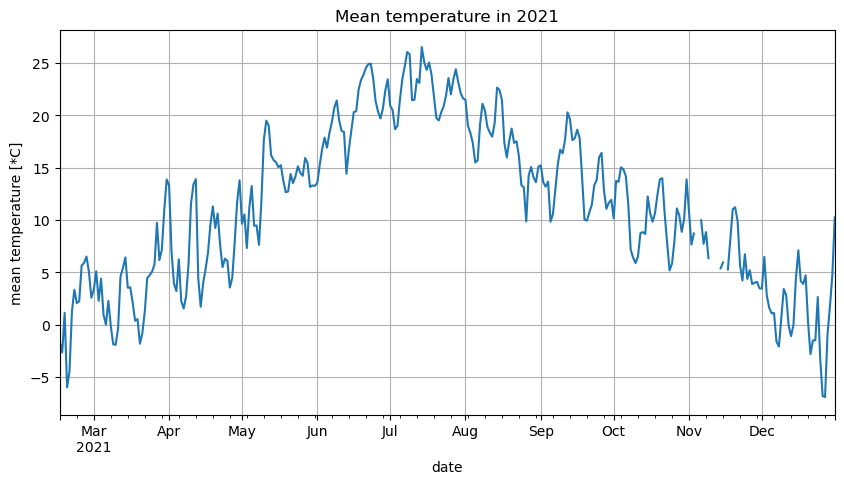 Mean temperature in 2021
mean temperature [*C]
25
20
15
10
5
0
−5
Mar Apr May Jun Jul Aug Sep Oct Nov Dec
2021
date